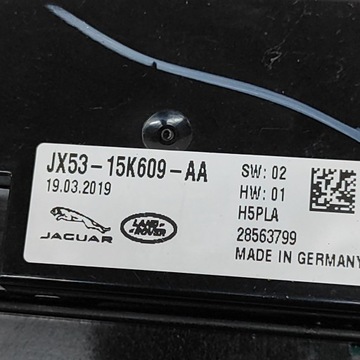 JX53-15K609-AA
19.03.2019
SW: 02
HW: 01
H5PLA
28563799
MADE IN GERMANY
JAGUAR
LAND-
ROVER